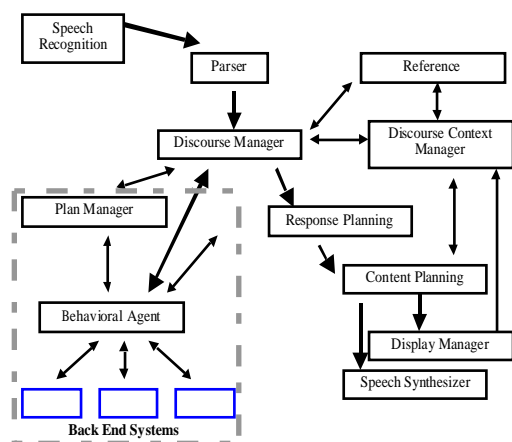 Speech
Recognition
Parser
Reference
Discourse Manager
Discourse Context
Manager
Plan Manager
Response Planning
Content Planning
Behavioral Agent
Display Manager
Speech Synthesizer
Back End Systems